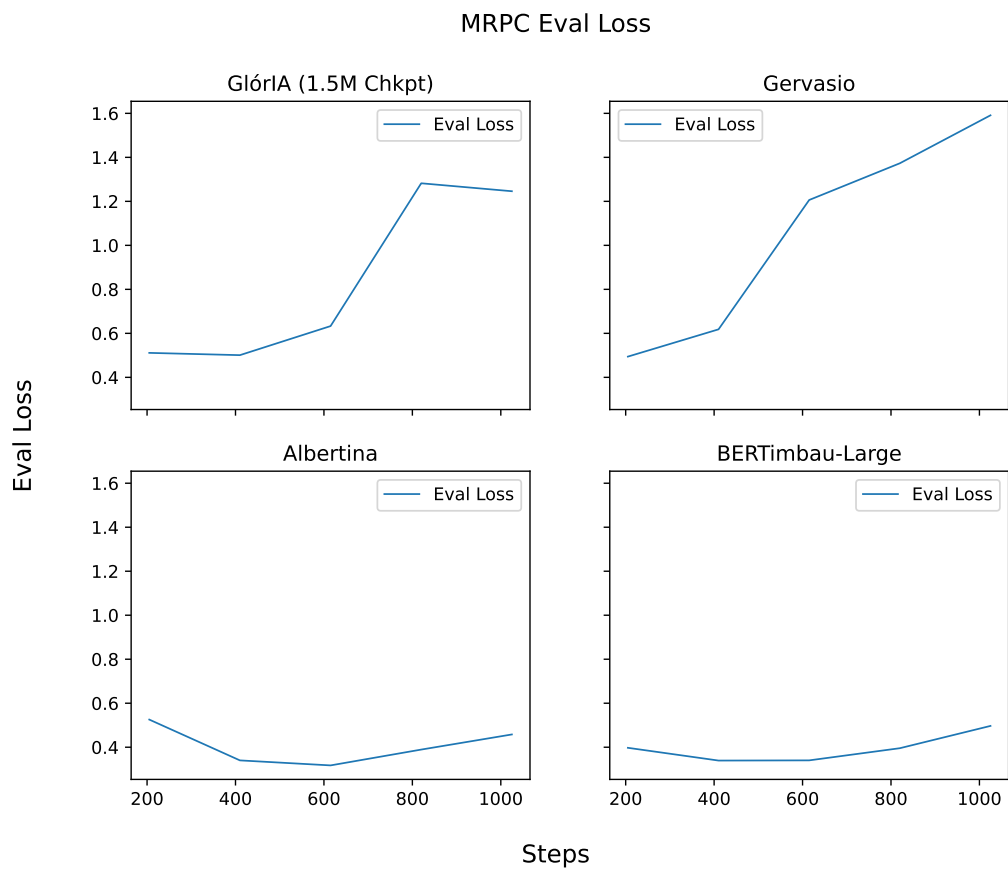 MRPC Eval Loss
GlórIA (1.5M Chkpt)
Eval Loss
1.6
1.4
1.2
1.0
0.8
0.6
0.4
Gervasio
Eval Loss
Eval Loss
Albertina
Eval Loss
1.6
1.4
1.2
1.0
0.8
0.6
0.4
200 400 600 800 1000
BERTimbau-Large
Eval Loss
200 400 600 800 1000
Steps